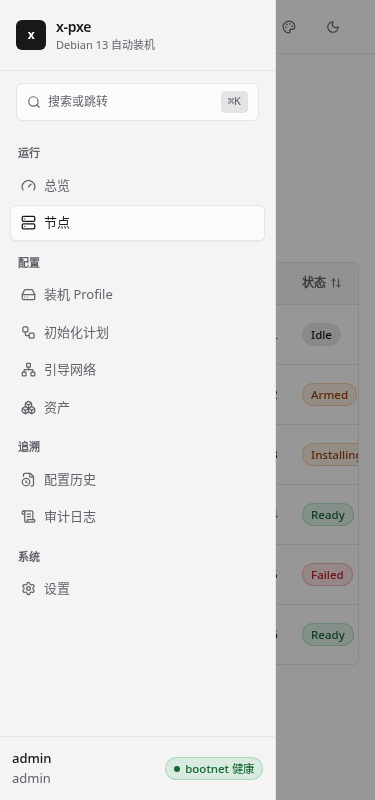 x
x-pxe
Debian 13 自动装机
搜索或跳转
⌘K
运行
总览
节点
配置
装机 Profile
初始化计划
引导网络
资产
追溯
配置历史
审计日志
系统
设置
admin
admin
bootnet 健康
状态
Idle
Armed
Installing
Ready
Failed
Ready